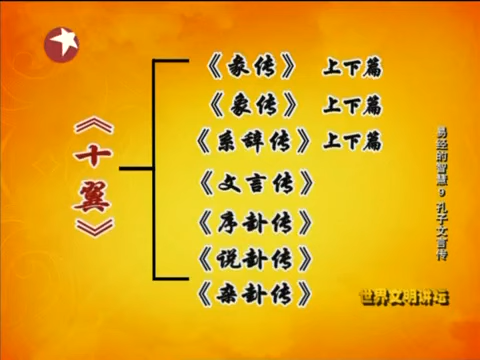 《十翼》
《彖传》 上下篇
《象传》 上下篇
《系辞传》 上下篇
《文言传》
《序卦传》
《说卦传》
《杂卦传》
易经的智慧 9 孔子文言传
世界文明讲坛